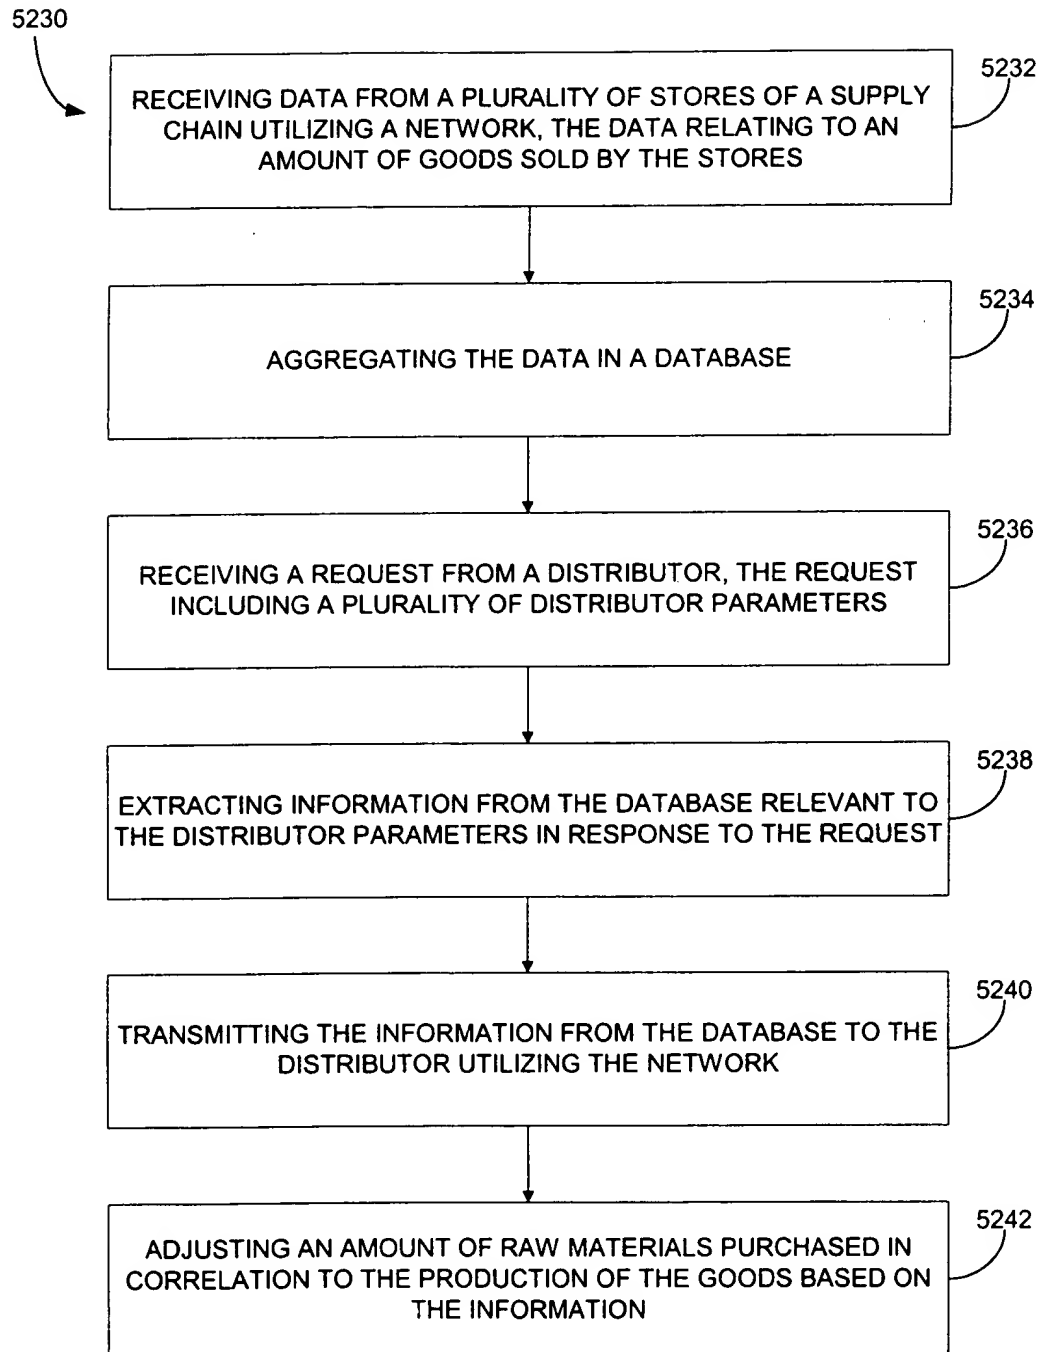 5230
5232
RECEIVING DATA FROM A PLURALITY OF STORES OF A SUPPLY
CHAIN UTILIZING A NETWORK, THE DATA RELATING TO AN
AMOUNT OF GOODS SOLD BY THE STORES
5234
AGGREGATING THE DATA IN A DATABASE
5236
RECEIVING A REQUEST FROM A DISTRIBUTOR, THE REQUEST
INCLUDING A PLURALITY OF DISTRIBUTOR PARAMETERS
5238
EXTRACTING INFORMATION FROM THE DATABASE RELEVANT TO
THE DISTRIBUTOR PARAMETERS IN RESPONSE TO THE REQUEST
5240
TRANSMITTING THE INFORMATION FROM THE DATABASE TO THE
DISTRIBUTOR UTILIZING THE NETWORK
5242
ADJUSTING AN AMOUNT OF RAW MATERIALS PURCHASED IN
CORRELATION TO THE PRODUCTION OF THE GOODS BASED ON
THE INFORMATION